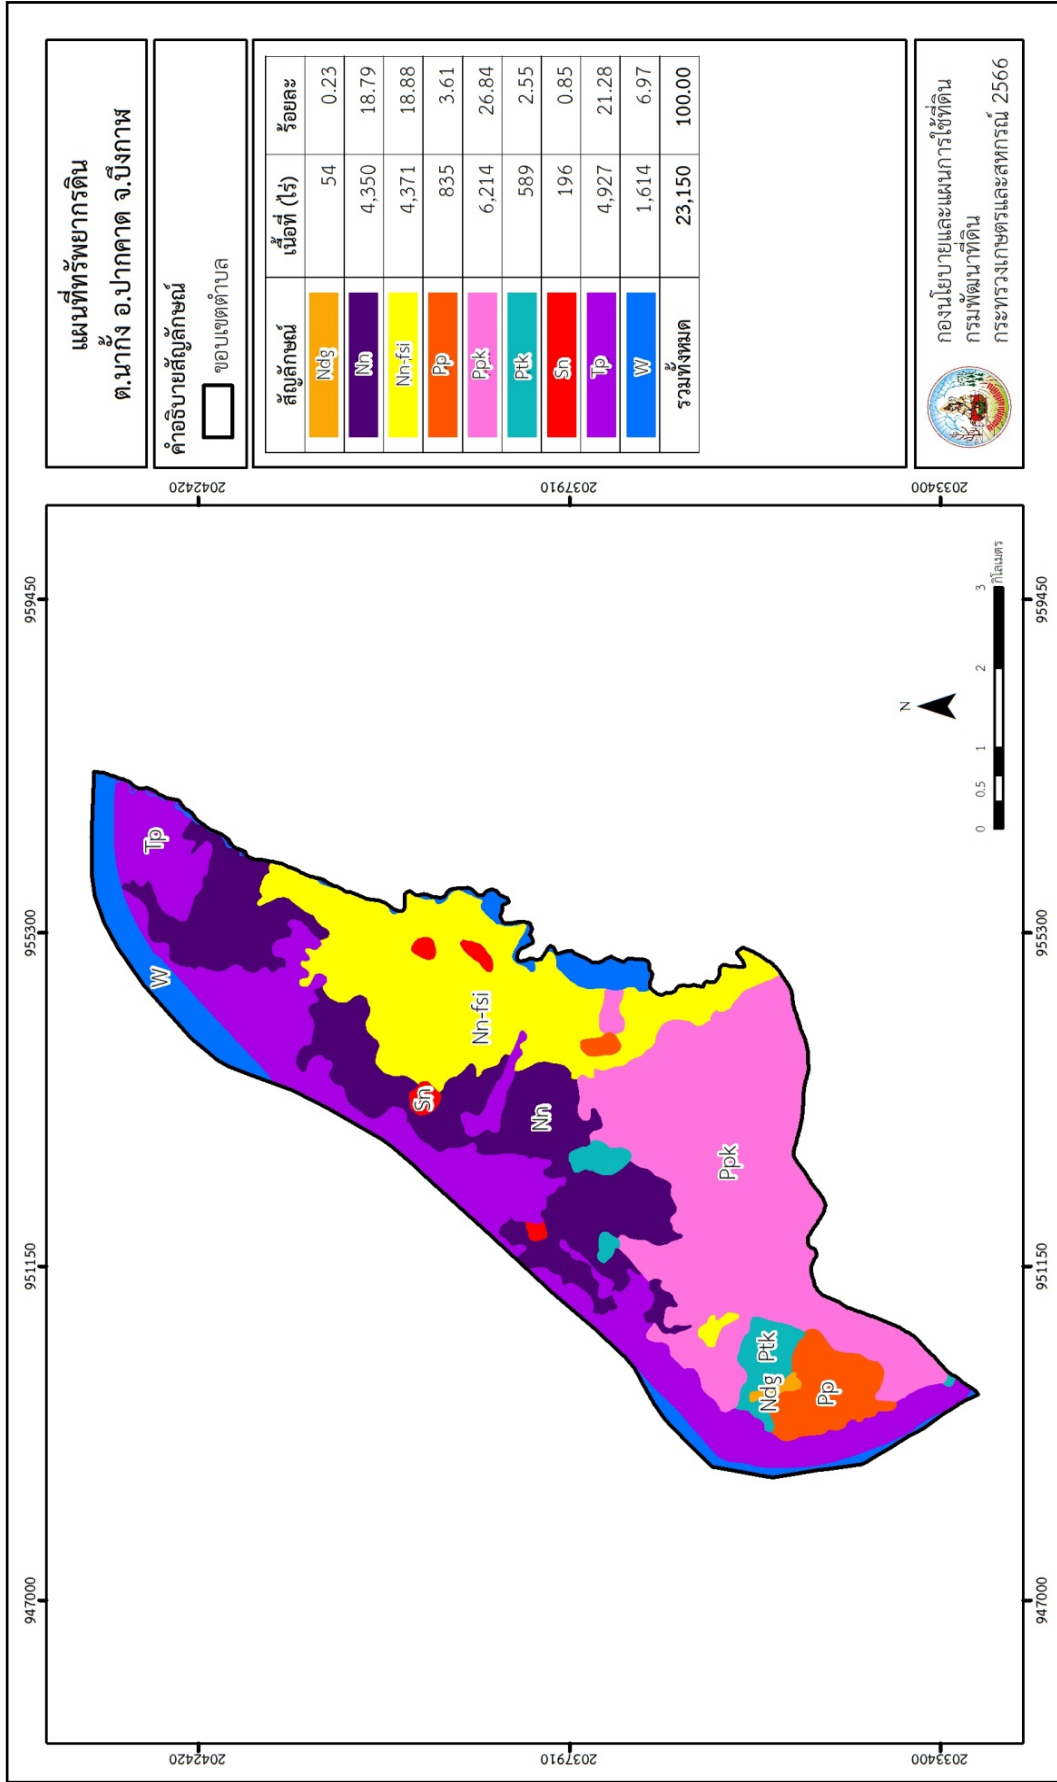 แผนที่ทรัพยากรดิน
ต.นากั้ง อ.ปากคาด จ.บึงกาฬ
คำอธิบายสัญลักษณ์
ขอบเขตตำบล
สัญลักษณ์ เนื้อที่ (ไร่) ร้อยละ
Ndg 54 0.23
Nn 4,350 18.79
Nn-fsi 4,371 18.88
Pp 835 3.61
Ppk 6,214 26.84
Ptk 589 2.55
Sn 196 0.85
Tp 4,927 21.28
W 1,614 6.97
รวมทั้งหมด 23,150 100.00
กองนโยบายและแผนการใช้ที่ดิน
กรมพัฒนาที่ดิน
กระทรวงเกษตรและสหกรณ์ 2566
947000 951150 955300 959450
2042420 2042420
Tp
W
Nn-fsi
Sn
Nn
2037910 2037910
Ppk
Ptk
Ndg
Pp
N
0 0.5 1 2 3
กิโลเมตร
2033400 2033400
947000 951150 955300 959450